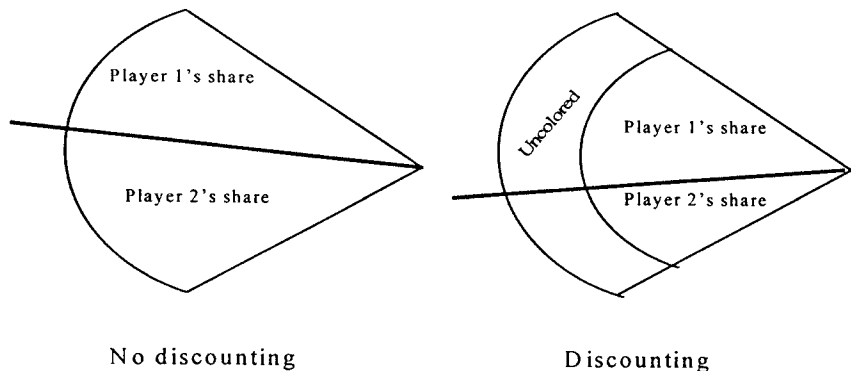 Player 1's share
Player 2's share
No discounting
Uncolored
Player 1's share
Player 2's share
Discounting